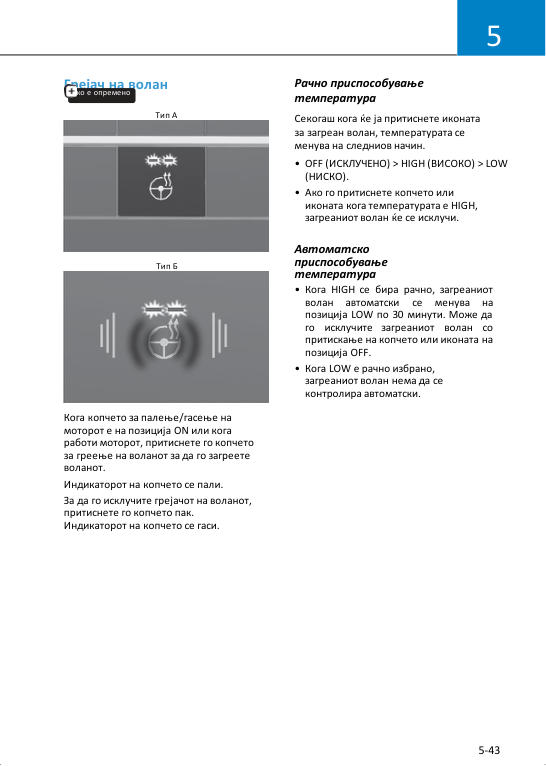 5
Грејач на волан
ко е опремено
Тип А
Тип Б
Кога копчето за палење/гасење на
моторот е на позиција ON или кога
работи моторот, притиснете го копчето
за греење на воланот за да го загреете
воланот.
Индикаторот на копчето се пали.
За да го исклучите грејачот на воланот,
притиснете го копчето пак.
Индикаторот на копчето се гаси.
Рачно приспособување
температура
Секогаш кога ќе ја притиснете иконата
за загреан волан, температурата се
менува на следниов начин.
• OFF (ИСКЛУЧЕНО) > HIGH (ВИСОКО) > LOW
(НИСКО).
• Ако го притиснете копчето или
иконата кога температурата е HIGH,
загреаниот волан ќе се исклучи.
Автоматско
приспособување
температура
• Кога HIGH се бира рачно, загреаниот
волан автоматски се менува на
позиција LOW по 30 минути. Може да
го исклучите загреаниот волан со
притискање на копчето или иконата на
позиција OFF.
• Кога LOW е рачно избрано,
загреаниот волан нема да се
контролира автоматски.
5-43